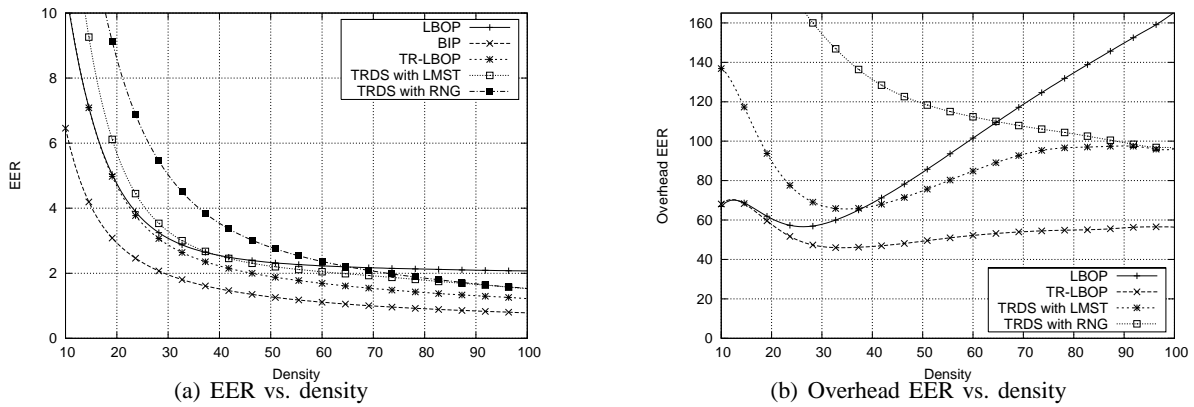 10
8
6
4
2
0
EER
LBOP
BIP
TR-LBOP
TRDS with LMST
TRDS with RNG
10 20 30 40 50 60 70 80 90 100
Density
(a) EER vs. density
160
140
120
100
80
60
40
20
0
Overhead EER
LBOP
TR-LBOP
TRDS with LMST
TRDS with RNG
10 20 30 40 50 60 70 80 90 100
Density
(b) Overhead EER vs. density